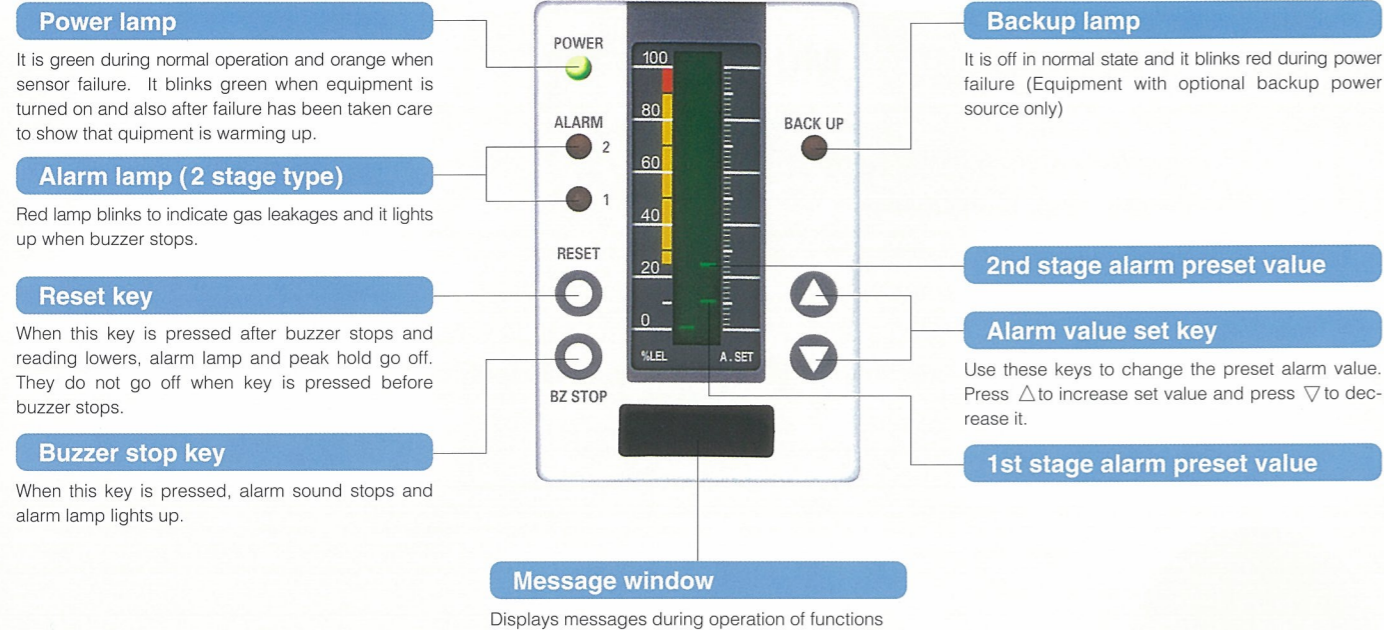 Power lamp
It is green during normal operation and orange when
sensor failure. It blinks green when equipment is
turned on and also after failure has been taken care
to show that quipment is warming up.
Alarm lamp (2 stage type)
Red lamp blinks to indicate gas leakages and it lights
up when buzzer stops.
Reset key
When this key is pressed after buzzer stops and
reading lowers, alarm lamp and peak hold go off.
They do not go off when key is pressed before
buzzer stops.
Buzzer stop key
When this key is pressed, alarm sound stops and
alarm lamp lights up.
POWER
ALARM
2
1
RESET
BZ STOP
100
80
60
40
20
0
%LEL
A.SET
BACK UP
Message window
Displays messages during operation of functions
Backup lamp
It is off in normal state and it blinks red during power
failure (Equipment with optional backup power
source only)
2nd stage alarm preset value
Alarm value set key
Use these keys to change the preset alarm value.
Press △ to increase set value and press ▽ to dec-
rease it.
1st stage alarm preset value